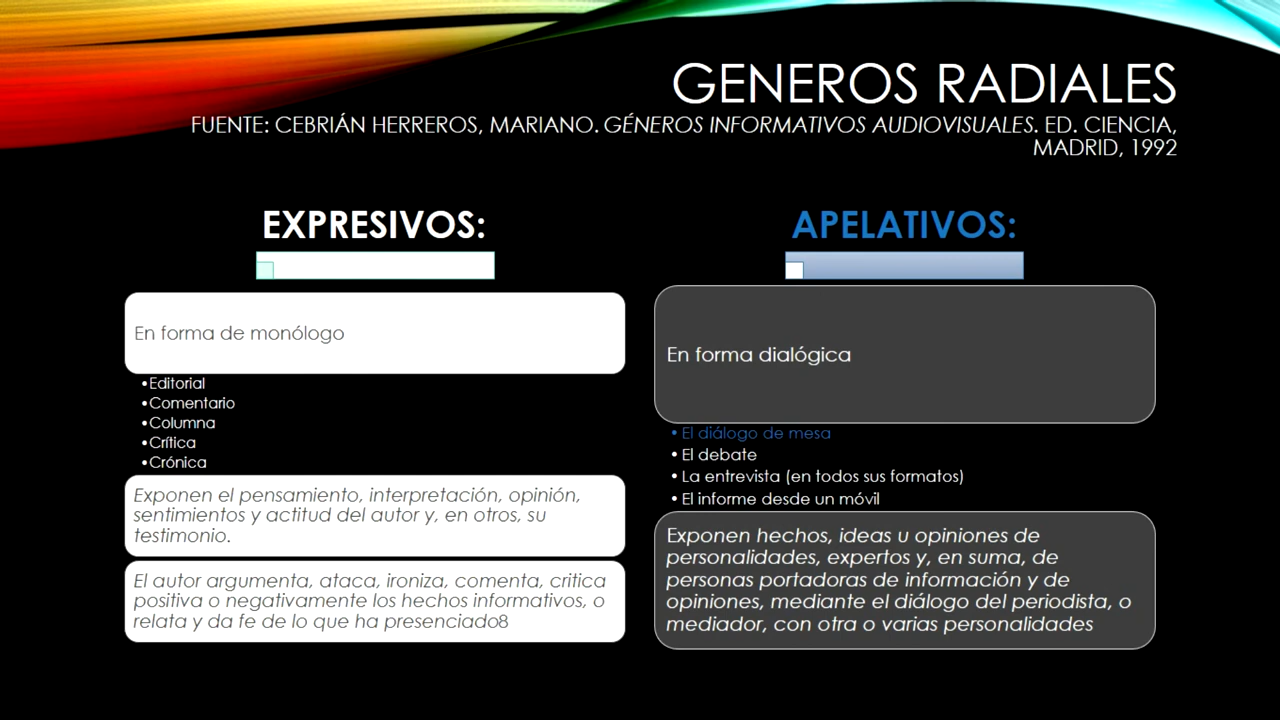 GENEROS RADIALES
FUENTE: CEBRIÁN HERREROS, MARIANO. GÉNEROS INFORMATIVOS AUDIOVISUALES. ED. CIENCIA,
MADRID, 1992
EXPRESIVOS:
En forma de monólogo
•Editorial
•Comentario
•Columna
•Crítica
•Crónica
Exponen el pensamiento, interpretación, opinión,
sentimientos y actitud del autor y, en otros, su
testimonio.
El autor argumenta, ataca, ironiza, comenta, critica
positiva o negativamente los hechos informativos, o
relata y da fe de lo que ha presenciado8
APELATIVOS:
En forma dialógica
• El diálogo de mesa
• El debate
• La entrevista (en todos sus formatos)
• El informe desde un móvil
Exponen hechos, ideas u opiniones de
personalidades, expertos y, en suma, de
personas portadoras de información y de
opiniones, mediante el diálogo del periodista, o
mediador, con otra o varias personalidades